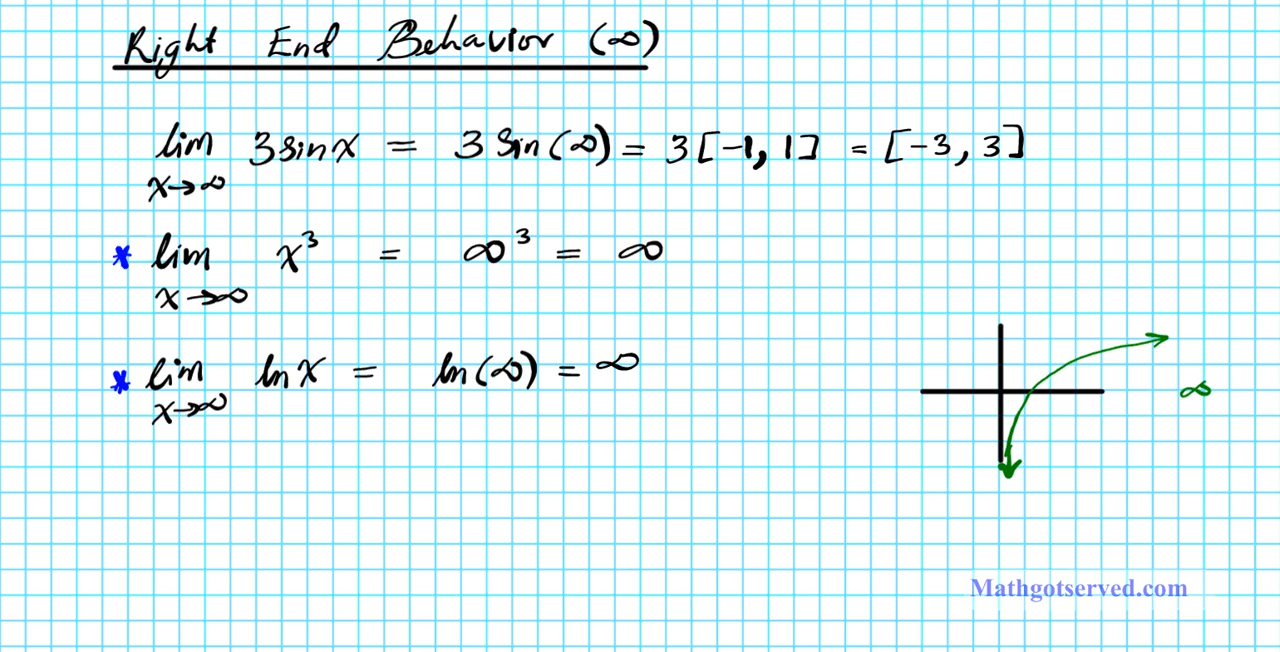 Right End Behavior (∞)
lim x→∞ 3sinx = 3 sin(∞) = 3[-1, 1] = [-3, 3]
* lim x→∞ x³ = ∞³ = ∞
* lim x→∞ lnx = ln(∞) = ∞
∞
Mathgotserved.com